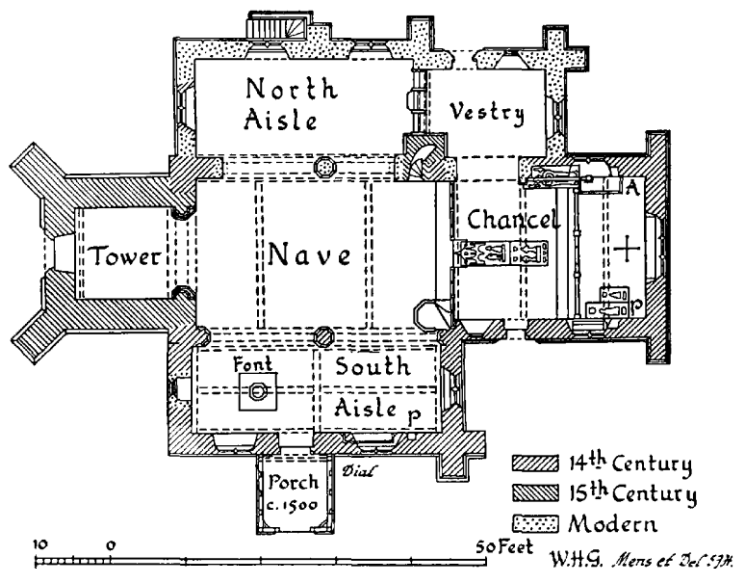 North
Aisle
Vestry
Tower
Nave
Chancel
A
P
Font
South
Aisle P
Porch
c. 1500
Dial
14th Century
15th Century
Modern
10 0 50 Feet
W.H.G. Mens et Del